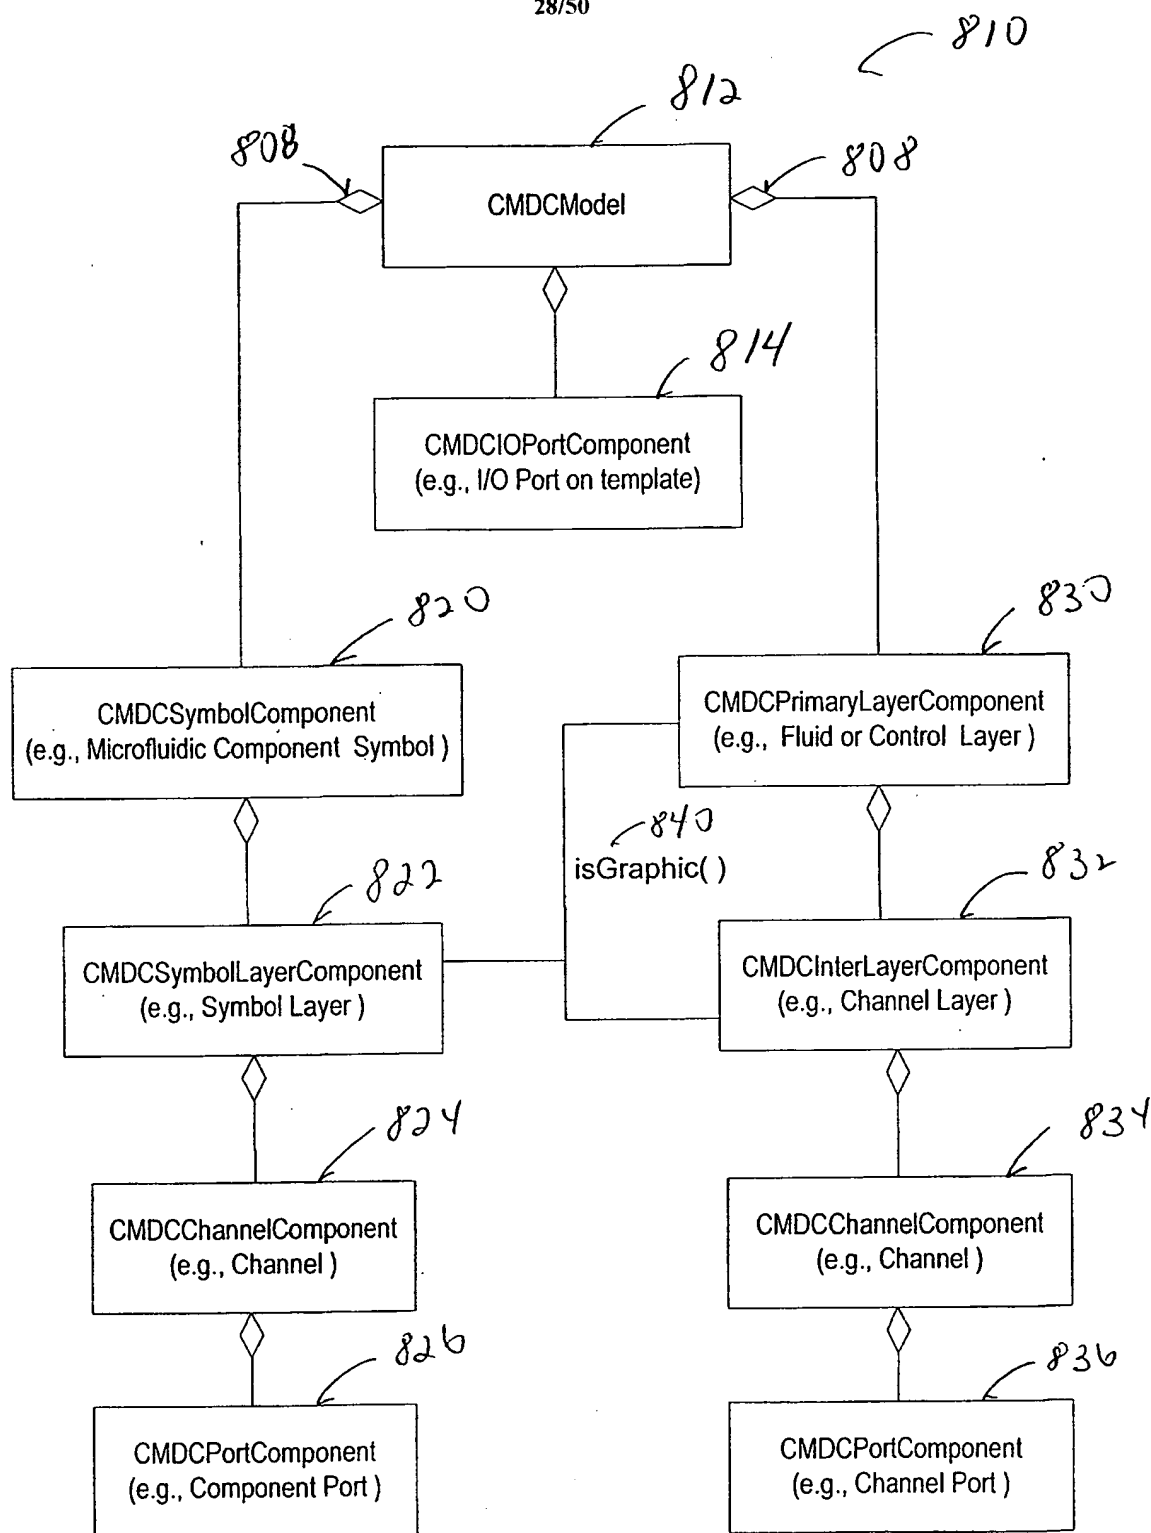 28/50
810
812
808
808
CMDCModel
814
CMDCIOPortComponent
(e.g., I/O Port on template)
820
830
CMDCSymbolComponent
(e.g., Microfluidic Component Symbol )
CMDCPrimaryLayerComponent
(e.g., Fluid or Control Layer )
840
isGraphic( )
822
832
CMDCSymbolLayerComponent
(e.g., Symbol Layer )
CMDCInterLayerComponent
(e.g., Channel Layer )
824
834
CMDCChannelComponent
(e.g., Channel )
CMDCChannelComponent
(e.g., Channel )
826
836
CMDCPortComponent
(e.g., Component Port )
CMDCPortComponent
(e.g., Channel Port )